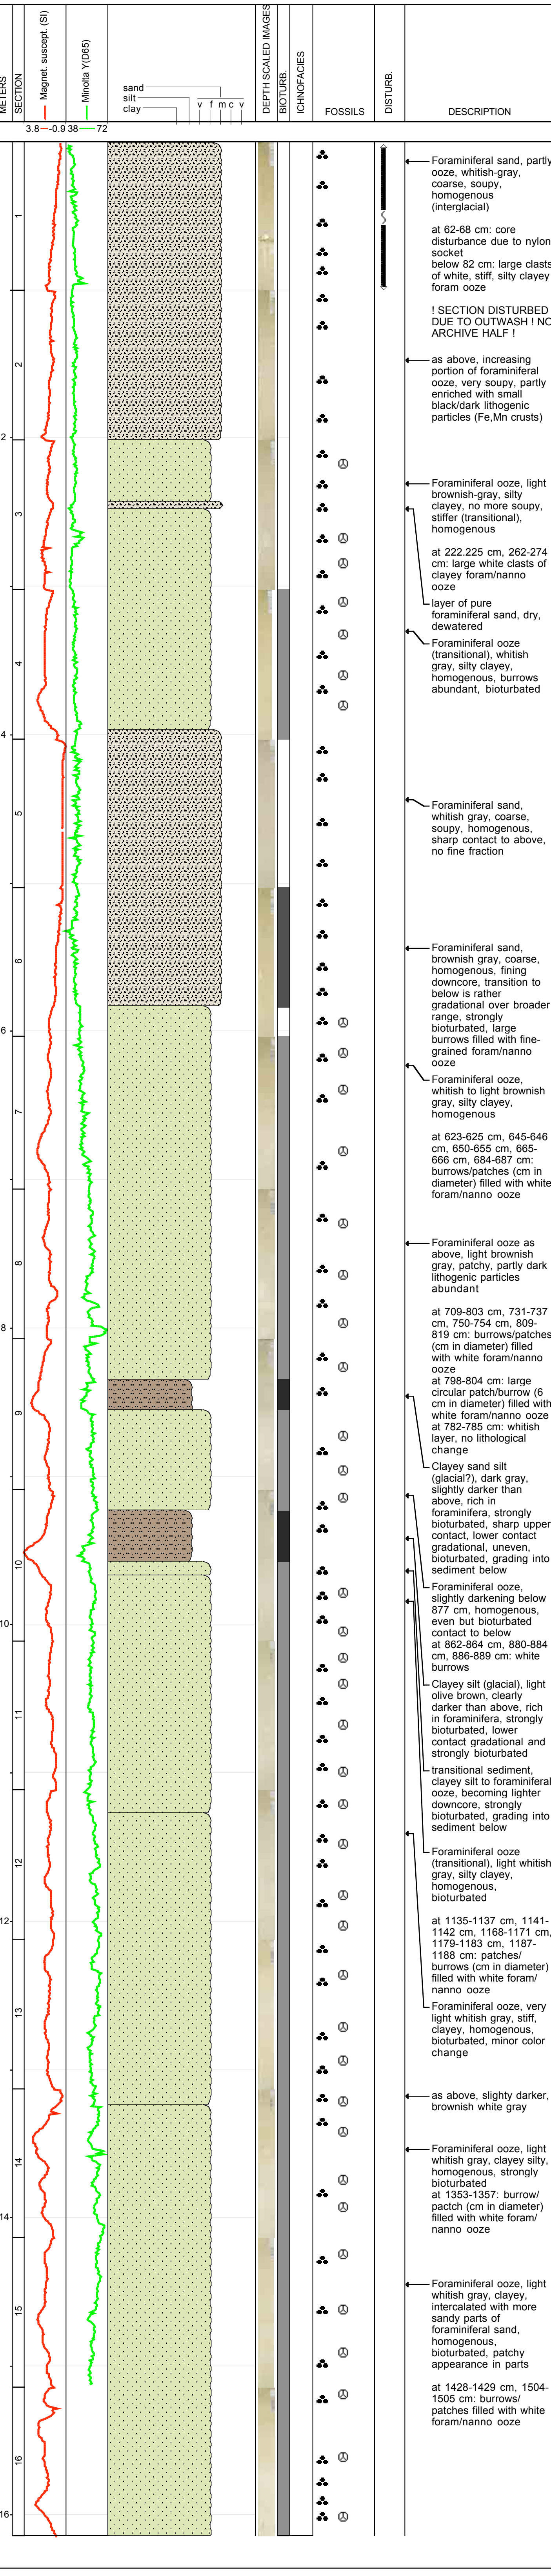 METERS
SECTION
Magnet. suscept. (SI)
Minolta Y(D65)
sand
silt
clay
v f m c v
DEPTH SCALED IMAGES
BIOTURB.
ICHNOFACIES
FOSSILS
DISTURB.
DESCRIPTION
3.8 -0.9 38 72
1
2
2
3
4
4
5
6
6
7
8
8
9
10
10
11
12
12
13
14
14
15
16
16
Foraminiferal sand, partly
ooze, whitish-gray,
coarse, soupy,
homogenous
(interglacial)
at 62-68 cm: core
disturbance due to nylon
socket
below 82 cm: large clasts
of white, stiff, silty clayey
foram ooze
! SECTION DISTURBED
DUE TO OUTWASH ! NO
ARCHIVE HALF !
as above, increasing
portion of foraminiferal
ooze, very soupy, partly
enriched with small
black/dark lithogenic
particles (Fe,Mn crusts)
Foraminiferal ooze, light
brownish-gray, silty
clayey, no more soupy,
stiffer (transitional),
homogenous
at 222.225 cm, 262-274
cm: large white clasts of
clayey foram/nanno
ooze
layer of pure
foraminiferal sand, dry,
dewatered
Foraminiferal ooze
(transitional), whitish
gray, silty clayey,
homogenous, burrows
abundant, bioturbated
Foraminiferal sand,
whitish gray, coarse,
soupy, homogenous,
sharp contact to above,
no fine fraction
Foraminiferal sand,
brownish gray, coarse,
homogenous, fining
downcore, transition to
below is rather
gradational over broader
range, strongly
bioturbated, large
burrows filled with fine-
grained foram/nanno
ooze
Foraminiferal ooze,
whitish to light brownish
gray, silty clayey,
homogenous
at 623-625 cm, 645-646
cm, 650-655 cm, 665-
666 cm, 684-687 cm:
burrows/patches (cm in
diameter) filled with white
foram/nanno ooze
Foraminiferal ooze as
above, light brownish
gray, patchy, partly dark
lithogenic particles
abundant
at 709-803 cm, 731-737
cm, 750-754 cm, 809-
819 cm: burrows/patches
(cm in diameter) filled
with white foram/nanno
ooze
at 798-804 cm: large
circular patch/burrow (6
cm in diameter) filled with
white foram/nanno ooze
at 782-785 cm: whitish
layer, no lithological
change
Clayey sand silt
(glacial?), dark gray,
slightly darker than
above, rich in
foraminifera, strongly
bioturbated, sharp upper
contact, lower contact
gradational, uneven,
bioturbated, grading into
sediment below
Foraminiferal ooze,
slightly darkening below
877 cm, homogenous,
even but bioturbated
contact to below
at 862-864 cm, 880-884
cm, 886-889 cm: white
burrows
Clayey silt (glacial), light
olive brown, clearly
darker than above, rich
in foraminifera, strongly
bioturbated, lower
contact gradational and
strongly bioturbated
transitional sediment,
clayey silt to foraminiferal
ooze, becoming lighter
downcore, strongly
bioturbated, grading into
sediment below
Foraminiferal ooze
(transitional), light whitish
gray, silty clayey,
homogenous,
bioturbated
at 1135-1137 cm, 1141-
1142 cm, 1168-1171 cm,
1179-1183 cm, 1187-
1188 cm: patches/
burrows (cm in diameter)
filled with white foram/
nanno ooze
Foraminiferal ooze, very
light whitish gray, stiff,
clayey, homogenous,
bioturbated, minor color
change
as above, slighty darker,
brownish white gray
Foraminiferal ooze, light
whitish gray, clayey silty,
homogenous, strongly
bioturbated
at 1353-1357: burrow/
pactch (cm in diameter)
filled with white foram/
nanno ooze
Foraminiferal ooze, light
whitish gray, clayey,
intercalated with more
sandy parts of
foraminiferal sand,
homogenous,
bioturbated, patchy
appearance in parts
at 1428-1429 cm, 1504-
1505 cm: burrows/
patches filled with white
foram/nanno ooze